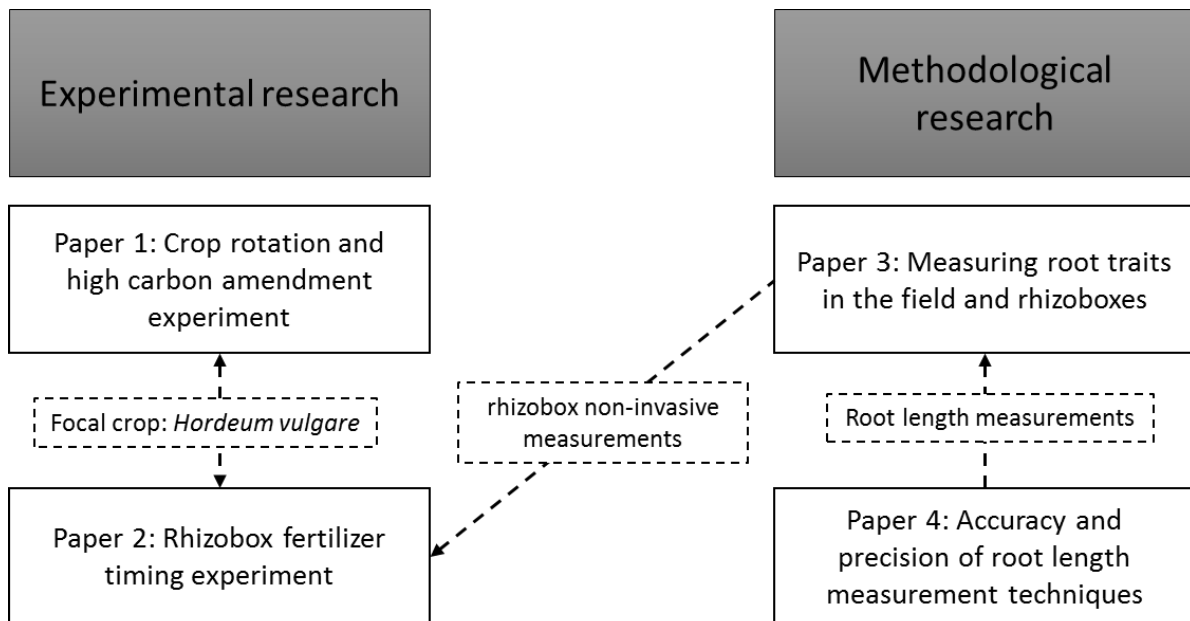 Experimental research
Methodological
research
Paper 1: Crop rotation and
high carbon amendment
experiment
Paper 3: Measuring root traits
in the field and rhizoboxes
Focal crop: Hordeum vulgare
rhizobox non-invasive
measurements
Root length measurements
Paper 2: Rhizobox fertilizer
timing experiment
Paper 4: Accuracy and
precision of root length
measurement techniques